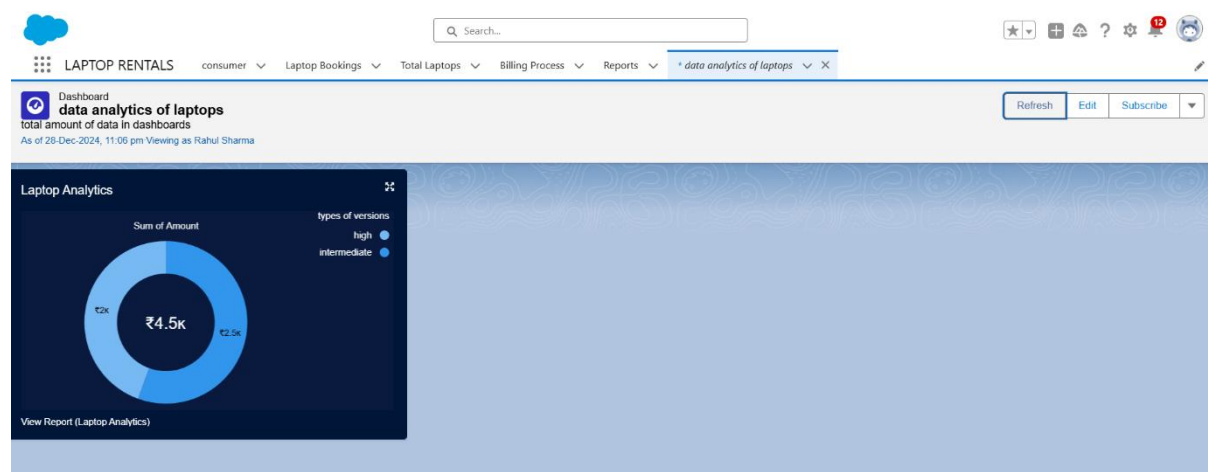 Search...
12
LAPTOP RENTALS consumer Laptop Bookings Total Laptops Billing Process Reports * data analytics of laptops
Dashboard
data analytics of laptops
total amount of data in dashboards
As of 28-Dec-2024, 11:06 pm Viewing as Rahul Sharma
Refresh Edit Subscribe
Laptop Analytics
Sum of Amount
types of versions
high
intermediate
₹2K
₹4.5K
₹2.5K
View Report (Laptop Analytics)